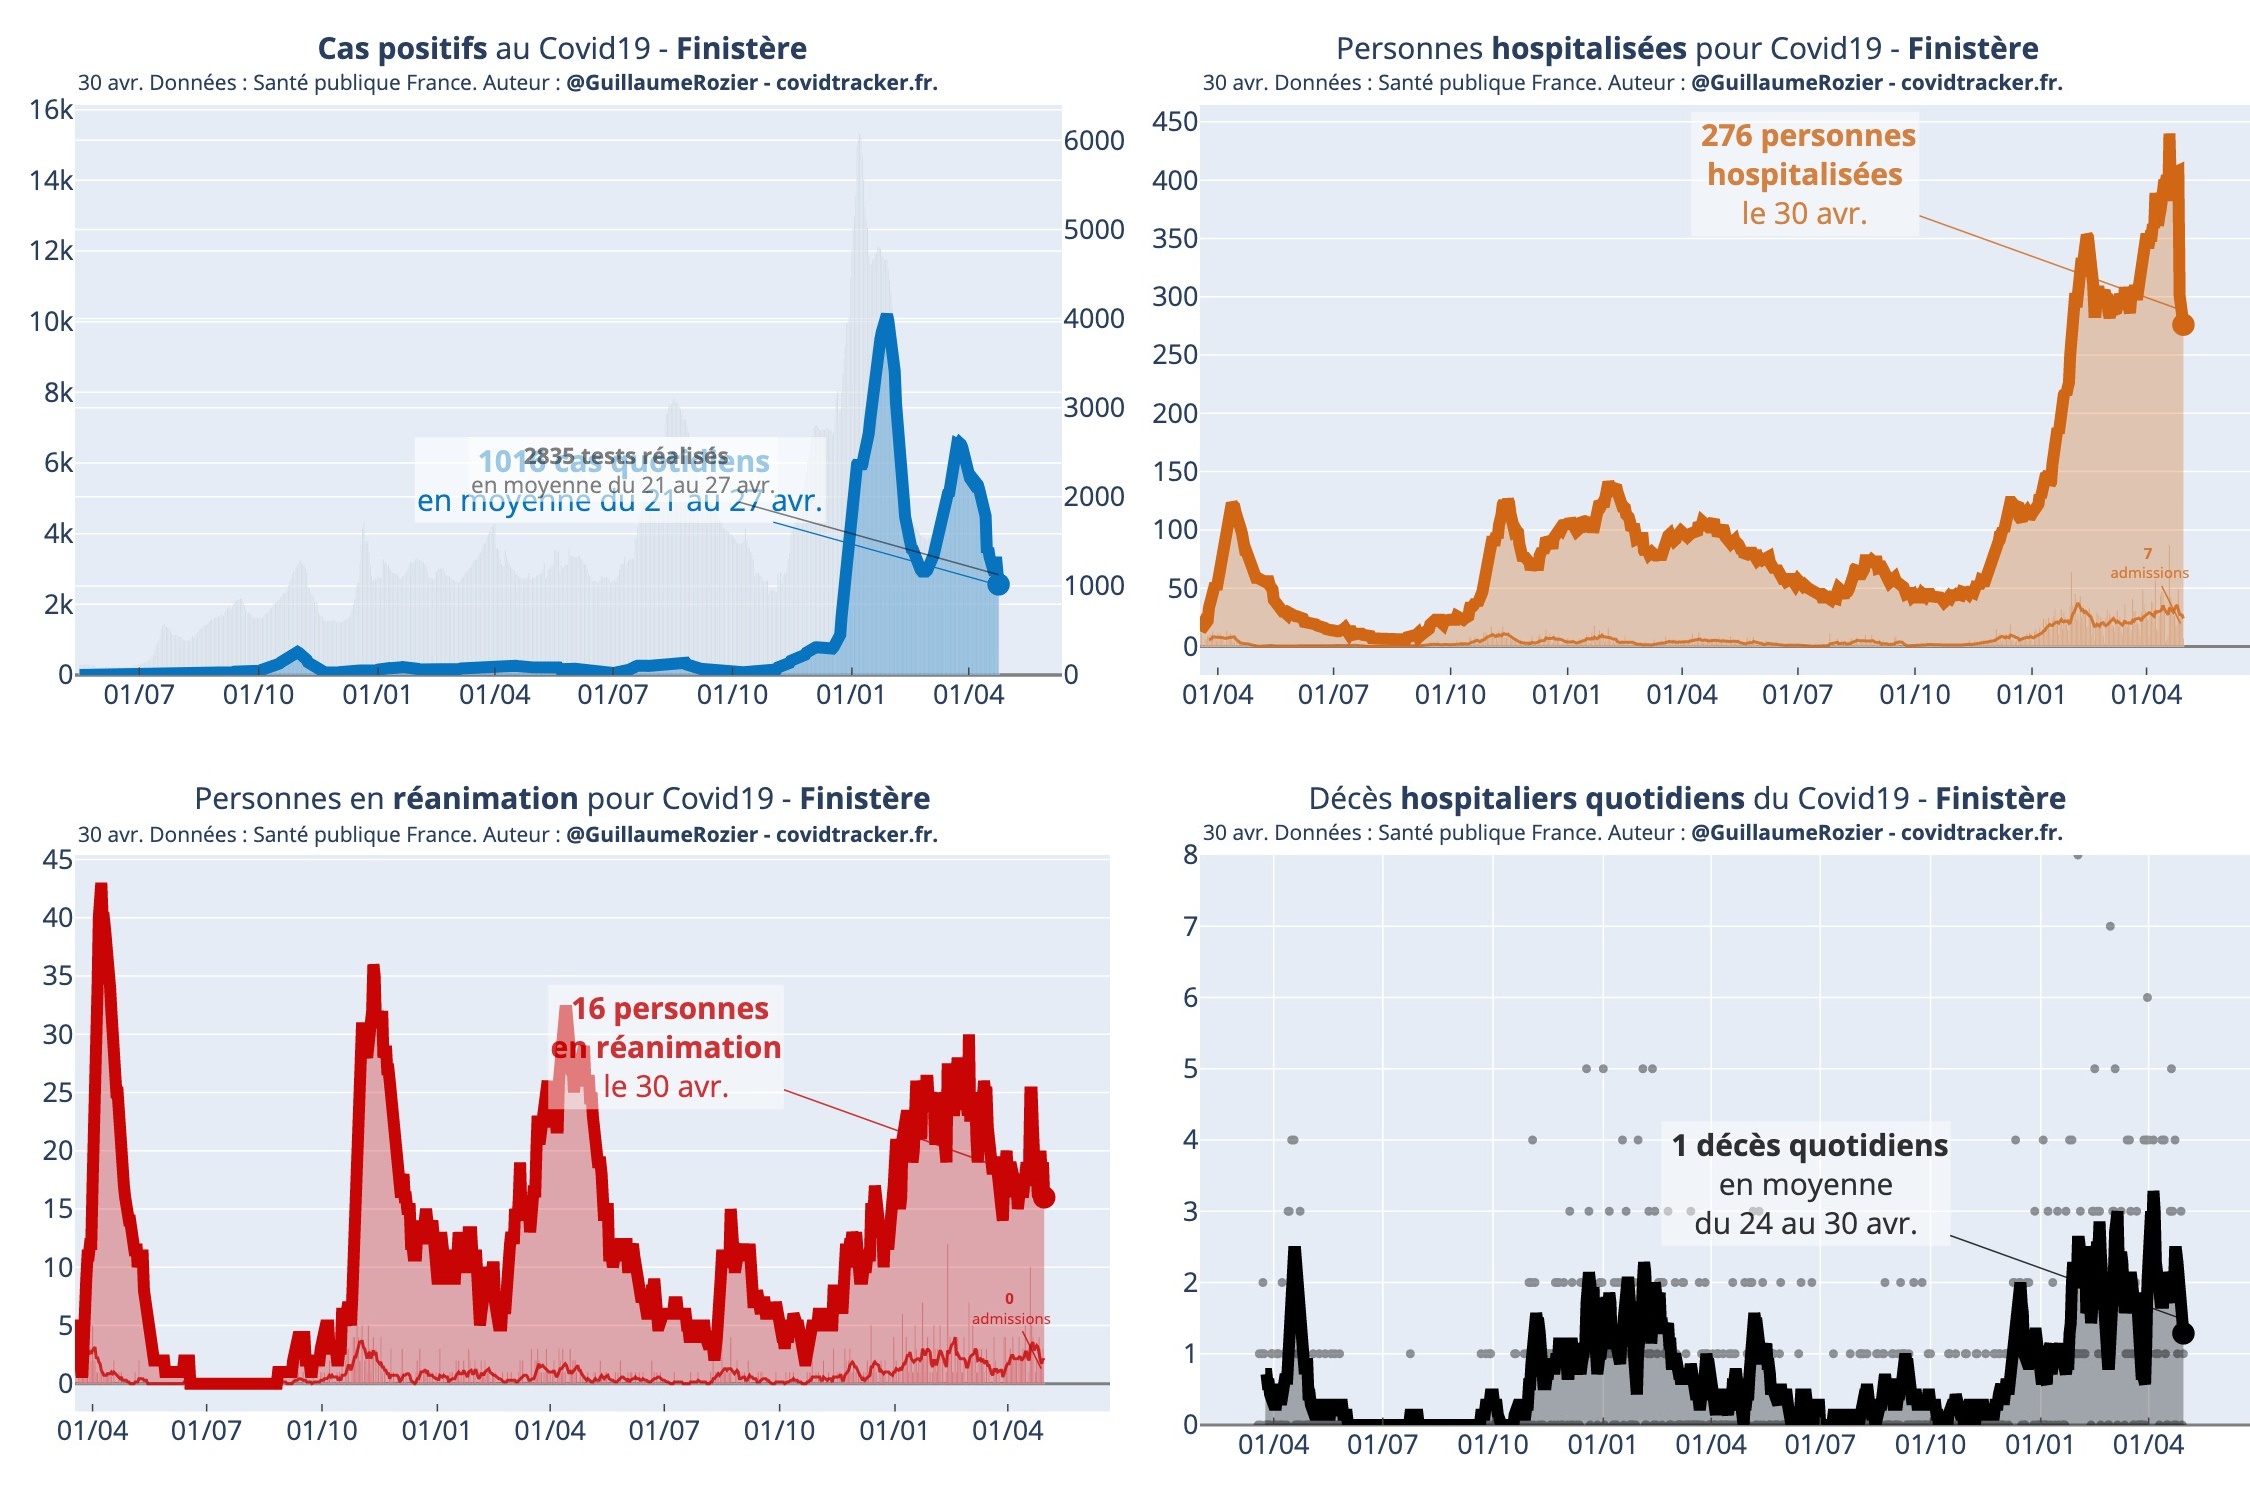 Cas positifs au Covid19 - Finistère
30 avr. Données : Santé publique France. Auteur : @GuillaumeRozier - covidtracker.fr.
16k
14k
12k
10k
8k
6k
4k
2k
0
6000
5000
4000
3000
2000
1000
0
2835 tests réalisés
en moyenne du 21 au 27 avr.
1016 cas quotidiens
en moyenne du 21 au 27 avr.
01/07 01/10 01/01 01/04 01/07 01/10 01/01 01/04
Personnes hospitalisées pour Covid19 - Finistère
30 avr. Données : Santé publique France. Auteur : @GuillaumeRozier - covidtracker.fr.
450
400
350
300
250
200
150
100
50
0
276 personnes
hospitalisées
le 30 avr.
7
admissions
01/04 01/07 01/10 01/01 01/04 01/07 01/10 01/01 01/04
Personnes en réanimation pour Covid19 - Finistère
30 avr. Données : Santé publique France. Auteur : @GuillaumeRozier - covidtracker.fr.
45
40
35
30
25
20
15
10
5
0
16 personnes
en réanimation
le 30 avr.
0
admissions
01/04 01/07 01/10 01/01 01/04 01/07 01/10 01/01 01/04
Décès hospitaliers quotidiens du Covid19 - Finistère
30 avr. Données : Santé publique France. Auteur : @GuillaumeRozier - covidtracker.fr.
8
7
6
5
4
3
2
1
0
1 décès quotidiens
en moyenne
du 24 au 30 avr.
01/04 01/07 01/10 01/01 01/04 01/07 01/10 01/01 01/04